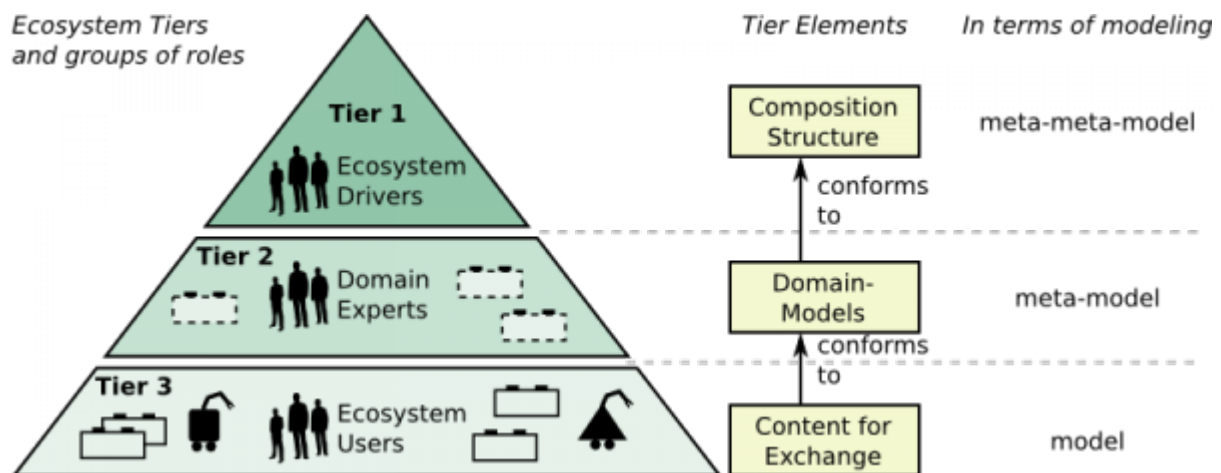 Ecosystem Tiers
and groups of roles
Tier Elements
In terms of modeling
Tier 1
Ecosystem
Drivers
Composition
Structure
meta-meta-model
conforms
to
Tier 2
Domain
Experts
Domain-
Models
meta-model
conforms
to
Tier 3
Ecosystem
Users
Content for
Exchange
model